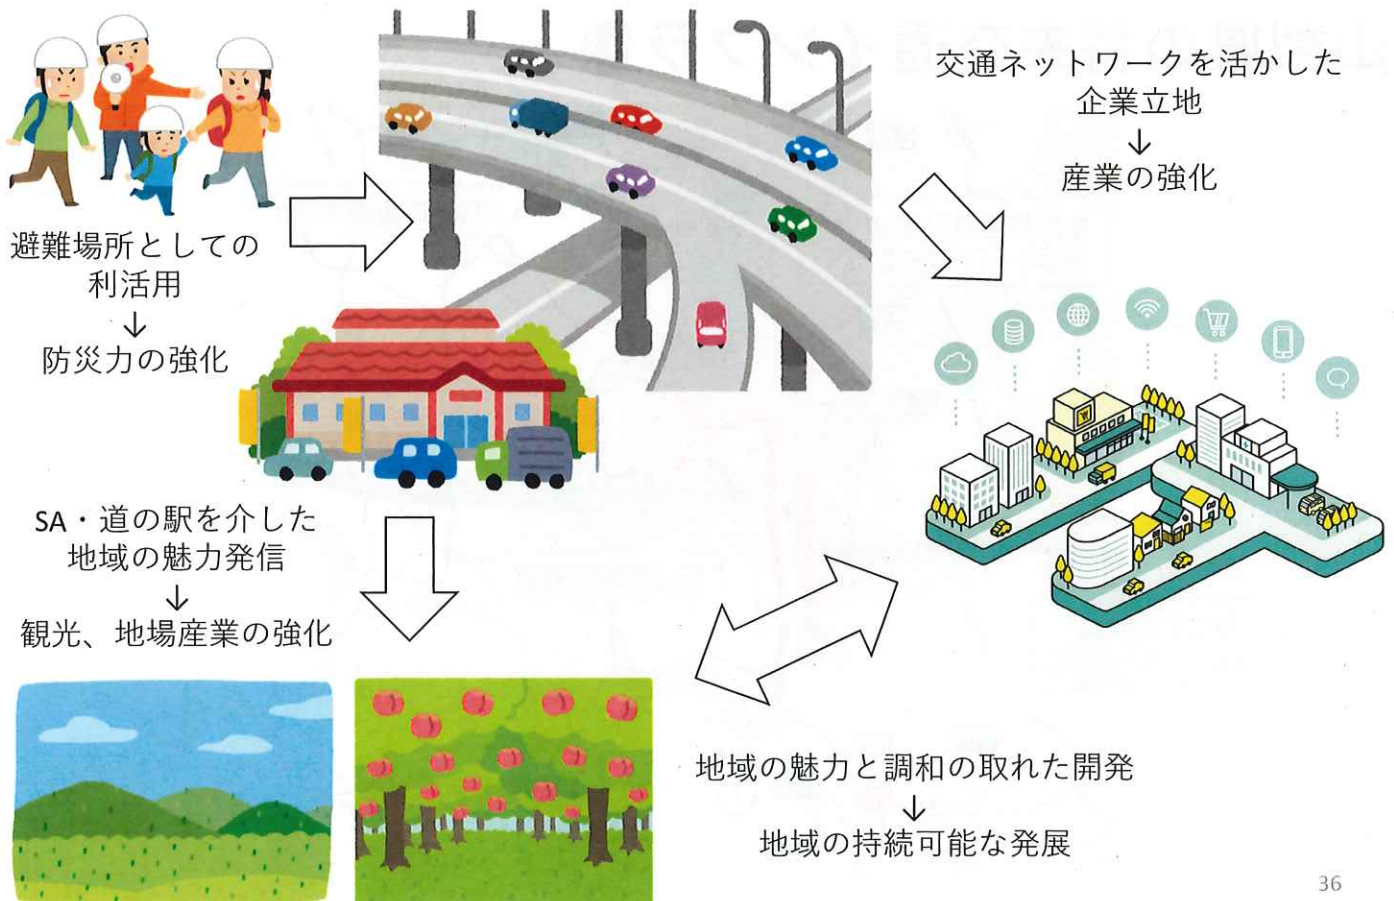 避難場所としての
利活用
↓
防災力の強化
交通ネットワークを活かした
企業立地
↓
産業の強化
SA・道の駅を介した
地域の魅力発信
↓
観光、地場産業の強化
地域の魅力と調和の取れた開発
↓
地域の持続可能な発展
36